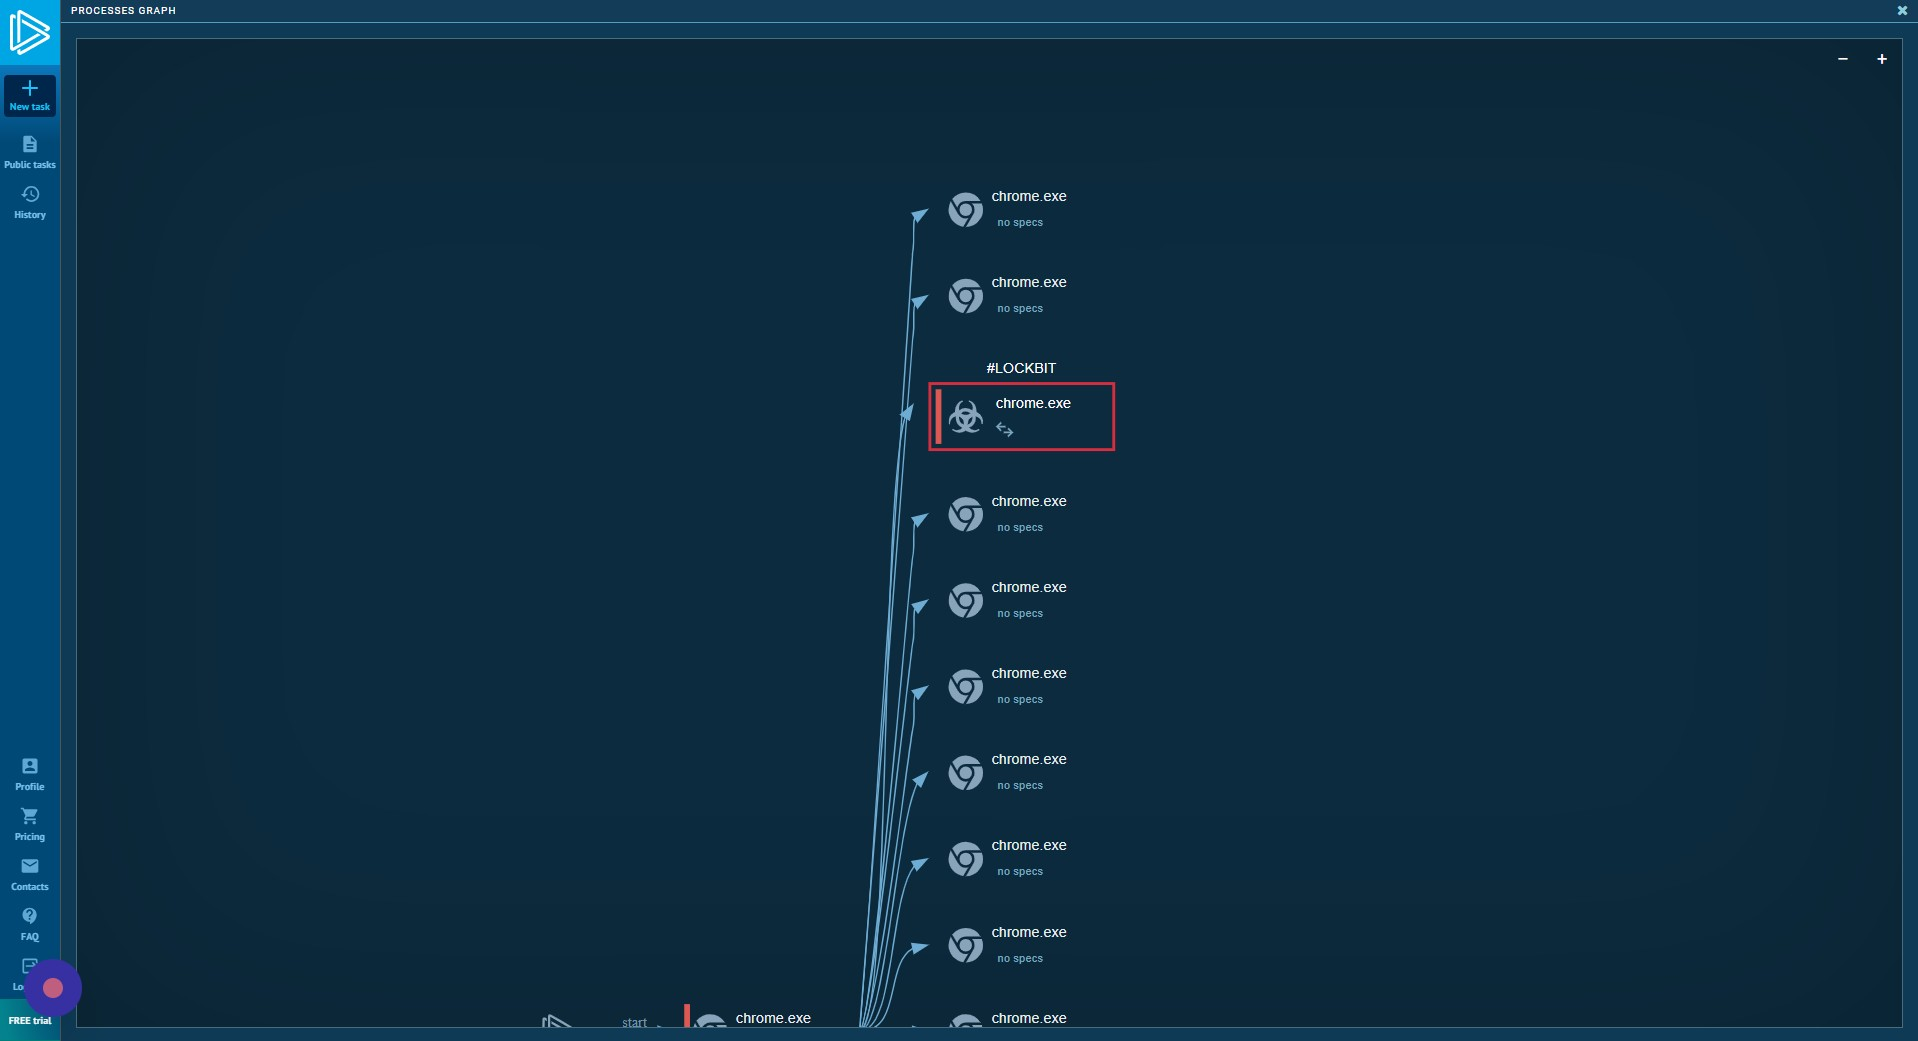 PROCESSES GRAPH
New task
Public tasks
History
chrome.exe
no specs
chrome.exe
no specs
#LOCKBIT
chrome.exe
chrome.exe
no specs
chrome.exe
no specs
chrome.exe
no specs
chrome.exe
no specs
chrome.exe
no specs
chrome.exe
no specs
start
chrome.exe
chrome.exe
Profile
Pricing
Contacts
FAQ
Lo
FREE trial